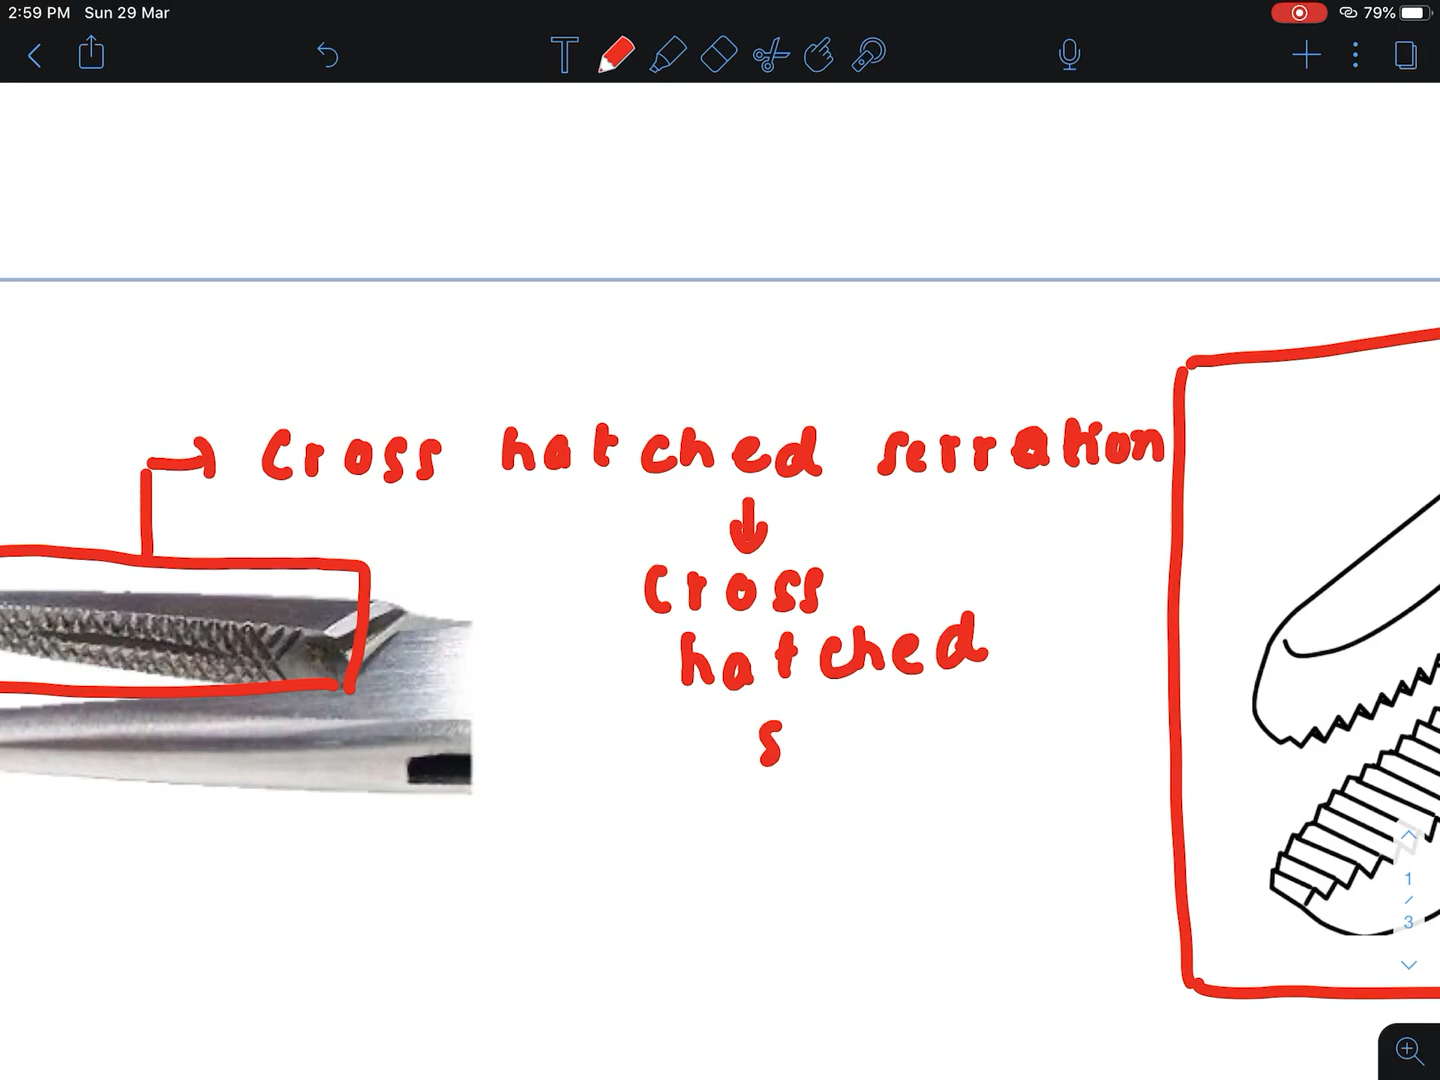 2:59 PM Sun 29 Mar
79%
T
Cross hatched serration
Cross
hatched
s
1
/
3